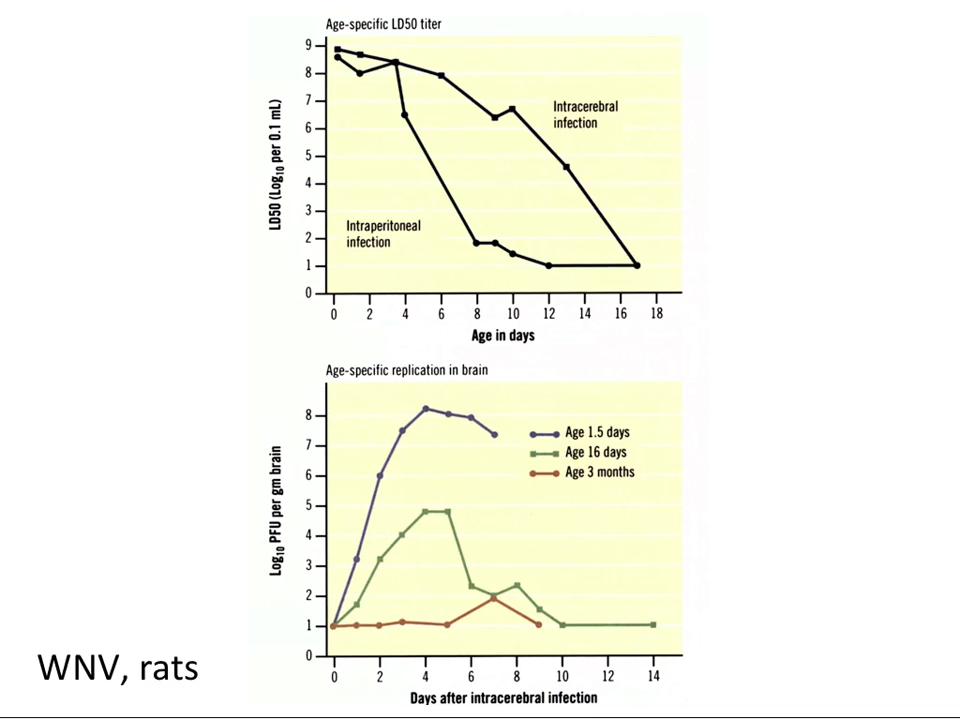 Age-specific LD50 titer
9
8
7
6
5
4
3
2
1
0
LD50 (Log10 per 0.1 mL)
Intracerebral
infection
Intraperitoneal
infection
0 2 4 6 8 10 12 14 16 18
Age in days
Age-specific replication in brain
8
7
6
5
4
3
2
1
0
Log10 PFU per gm brain
Age 1.5 days
Age 16 days
Age 3 months
0 2 4 6 8 10 12 14
Days after intracerebral infection
WNV, rats